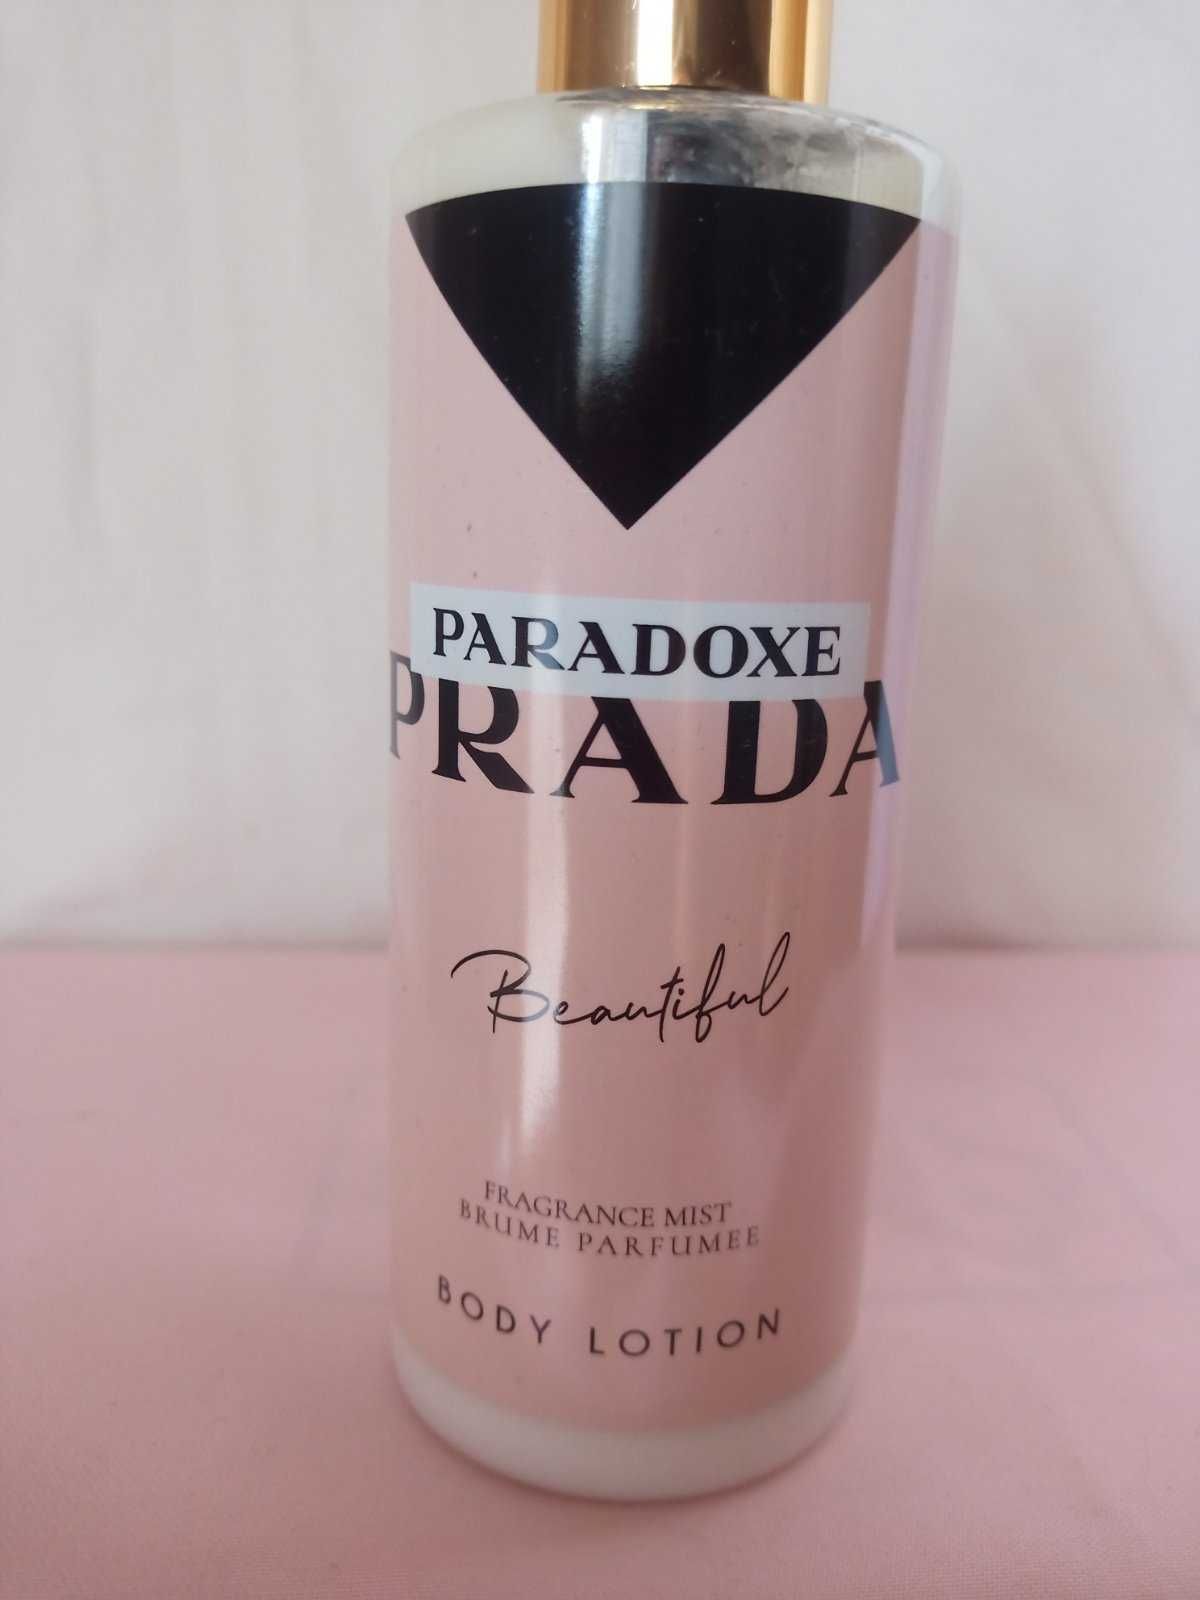 PARADOXE
PRADA
Beautiful
FRAGRANCE MIST
BRUME PARFUMEE
BODY LOTION